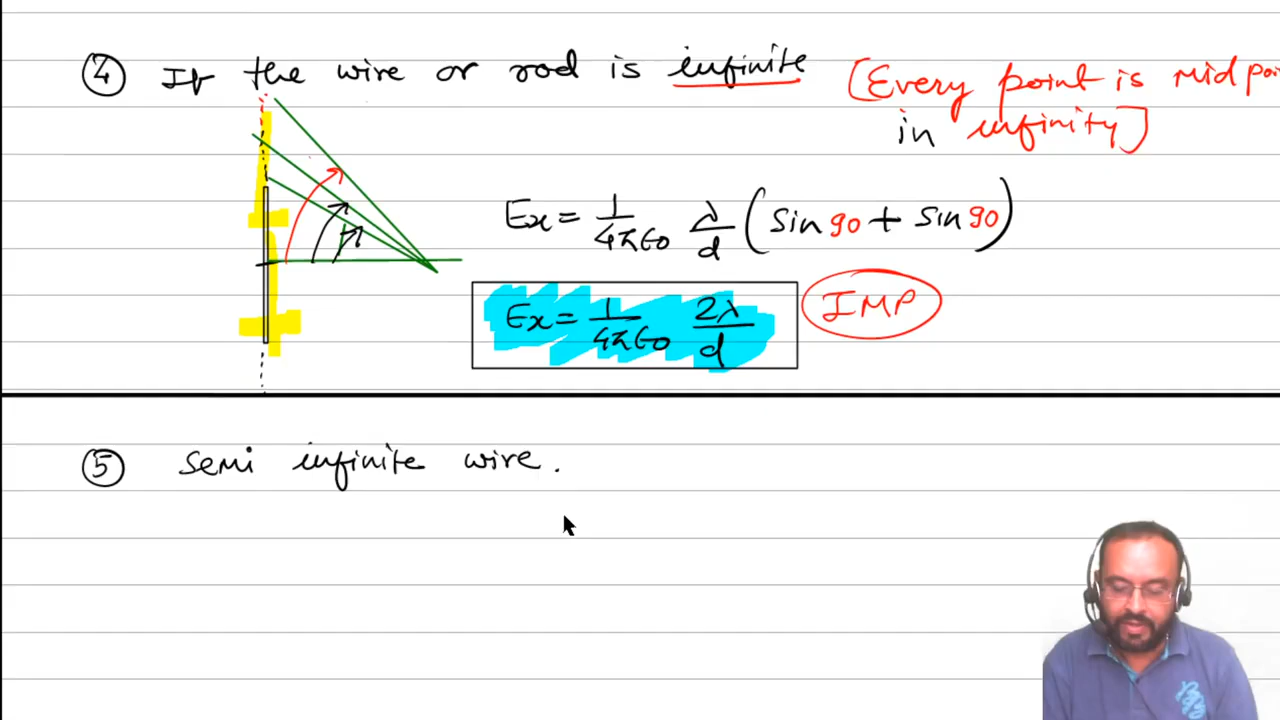 ④ If the wire or rod is infinite [Every point is mid poi
in infinity]
Ex = 1/4πϵ0 λ/d (sin 90 + sin 90)
Ex = 1/4πϵ0 2λ/d IMP
⑤ Semi infinite wire.